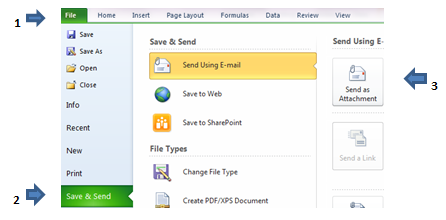 1 File Home Insert Page Layout Formulas Data Review View
Save
Save As
Open
Close
Info
Recent
New
Print
2 Save & Send
Save & Send
Send Using E-mail
Save to Web
Save to SharePoint
File Types
Change File Type
Create PDF/XPS Document
Send Using E-
Send as
Attachment
3
Send a Link